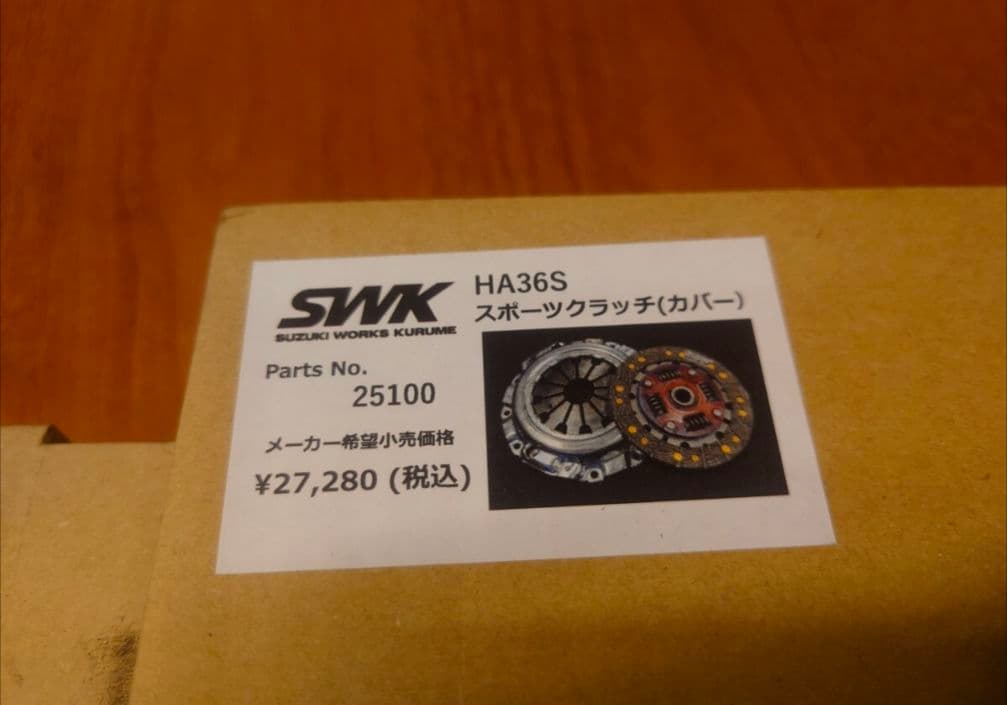 SWK
SUZUKI WORKS KURUME
HA36S
スポーツクラッチ(カバー)
Parts No.
25100
メーカー希望小売価格
¥27,280 (税込)